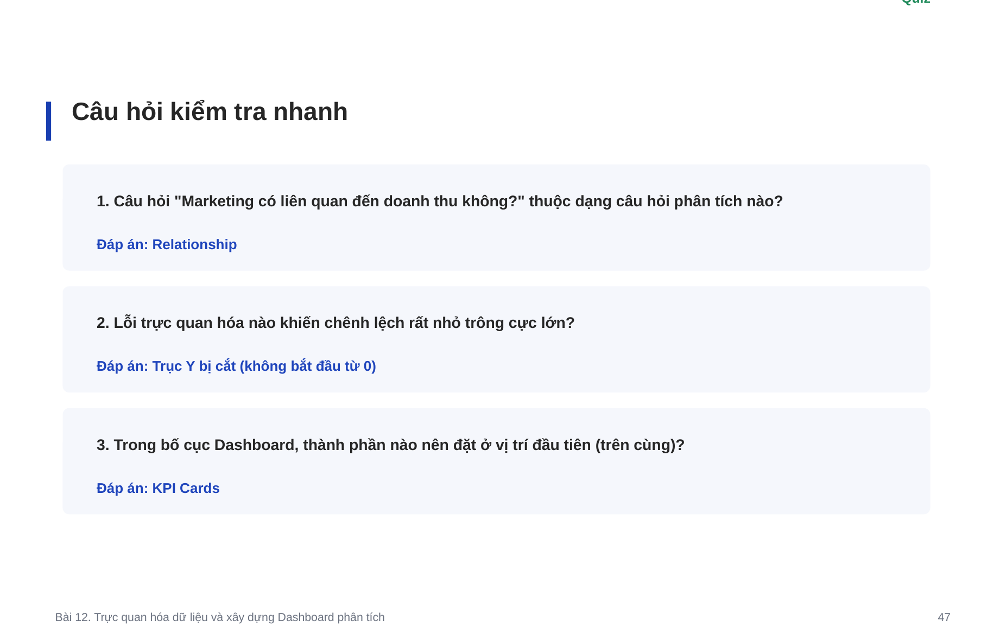 Quiz
Câu hỏi kiểm tra nhanh
1. Câu hỏi "Marketing có liên quan đến doanh thu không?" thuộc dạng câu hỏi phân tích nào?
Đáp án: Relationship
2. Lỗi trực quan hóa nào khiến chênh lệch rất nhỏ trông cực lớn?
Đáp án: Trục Y bị cắt (không bắt đầu từ 0)
3. Trong bố cục Dashboard, thành phần nào nên đặt ở vị trí đầu tiên (trên cùng)?
Đáp án: KPI Cards
Bài 12. Trực quan hóa dữ liệu và xây dựng Dashboard phân tích
47